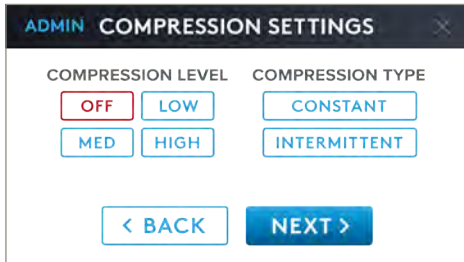 ADMIN COMPRESSION SETTINGS
COMPRESSION LEVEL COMPRESSION TYPE
OFF LOW CONSTANT
MED HIGH INTERMITTENT
< BACK NEXT >